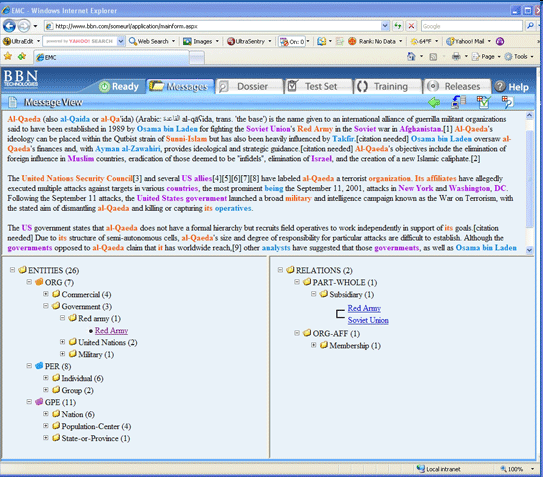 EMC - Windows Internet Explorer
http://www.bbn.com/someurl/application/mainform.aspx
Google
UltraEdit powered by YAHOO! SEARCH Web Search Images UltraSentry On: 0 Rank: No Data 64°F Yahoo! Mail
EMC Page Tools
BBN TECHNOLOGIES Ready Messages Dossier Test Set Training Releases Help
Message View
Al-Qaeda (also al-Qaida or al-Qa'ida) (Arabic: القاعدة al-qāʕida, trans. 'the base') is the name given to an international alliance of guerrilla militant organizations
said to have been established in 1989 by Osama bin Laden for fighting the Soviet Union's Red Army in the Soviet war in Afghanistan.[1] Al-Qaeda's
ideology can be placed within the Qutbist strain of Sunni-Islam but has also been heavily influenced by Takfir.[citation needed] Osama bin Laden oversaw al-
Qaeda's finances and, with Ayman al-Zawahiri, provides ideological and strategic guidance.[citation needed] Al-Qaeda's objectives include the elimination of
foreign influence in Muslim countries, eradication of those deemed to be "infidels", elimination of Israel, and the creation of a new Islamic caliphate.[2]
The United Nations Security Council[3] and several US allies[4][5][6][7][8] have labeled al-Qaeda a terrorist organization. Its affiliates have allegedly
executed multiple attacks against targets in various countries, the most prominent being the September 11, 2001, attacks in New York and Washington, DC.
Following the September 11 attacks, the United States government launched a broad military and intelligence campaign known as the War on Terrorism, with
the stated aim of dismantling al-Qaeda and killing or capturing its operatives.
The US government states that al-Qaeda does not have a formal hierarchy but recruits field operatives to work independently in support of its goals.[citation
needed] Due to its structure of semi-autonomous cells, al-Qaeda's size and degree of responsibility for particular attacks are difficult to establish. Although the
governments opposed to al-Qaeda claim that it has worldwide reach,[9] other analysts have suggested that those governments, as well as Osama bin Laden
ENTITIES (26)
ORG (7)
Commercial (4)
Government (3)
Red army (1)
Red Army
United Nations (2)
Military (1)
PER (8)
Individual (6)
Group (2)
GPE (11)
Nation (6)
Population-Center (4)
State-or-Province (1)
RELATIONS (2)
PART-WHOLE (1)
Subsidiary (1)
Red Army
Soviet Union
ORG-AFF (1)
Membership (1)
Local intranet 100%